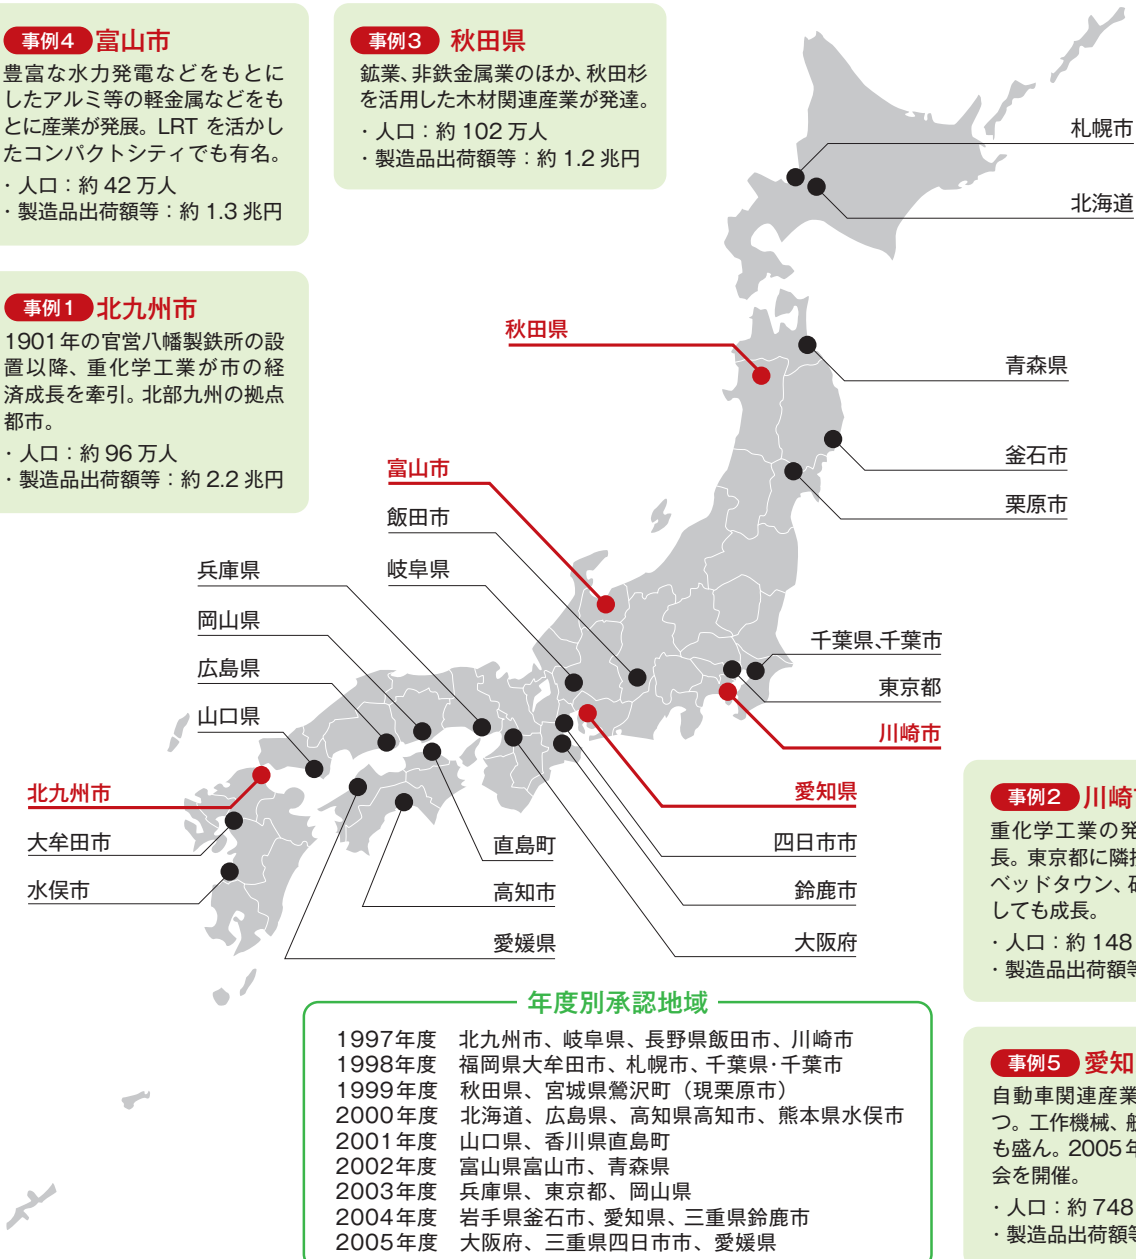 事例4 富山市
豊富な水力発電などをもとに
したアルミ等の軽金属などをも
とに産業が発展。LRT を活かし
たコンパクトシティでも有名。
・人口：約 42 万人
・製造品出荷額等：約 1.3 兆円
事例3 秋田県
鉱業、非鉄金属業のほか、秋田杉
を活用した木材関連産業が発達。
・人口：約 102 万人
・製造品出荷額等：約 1.2 兆円
事例1 北九州市
1901年の官営八幡製鉄所の設
置以降、重化学工業が市の経
済成長を牽引。北部九州の拠点
都市。
・人口：約 96 万人
・製造品出荷額等：約 2.2 兆円
札幌市
北海道
秋田県
青森県
釜石市
栗原市
富山市
飯田市
岐阜県
兵庫県
岡山県
広島県
山口県
北九州市
大牟田市
水俣市
千葉県、千葉市
東京都
川崎市
愛知県
四日市市
鈴鹿市
大阪府
直島町
高知市
愛媛県
事例2 川崎
重化学工業の発
長。東京都に隣
ベッドタウン、
しても成長。
・人口：約 148
・製造品出荷額等
事例5 愛知
自動車関連産業
つ。工作機械、
も盛ん。2005年
会を開催。
・人口：約 748
・製造品出荷額等
年度別承認地域
1997年度 北九州市、岐阜県、長野県飯田市、川崎市
1998年度 福岡県大牟田市、札幌市、千葉県・千葉市
1999年度 秋田県、宮城県鶯沢町（現栗原市）
2000年度 北海道、広島県、高知県高知市、熊本県水俣市
2001年度 山口県、香川県直島町
2002年度 富山県富山市、青森県
2003年度 兵庫県、東京都、岡山県
2004年度 岩手県釜石市、愛知県、三重県鈴鹿市
2005年度 大阪府、三重県四日市市、愛媛県